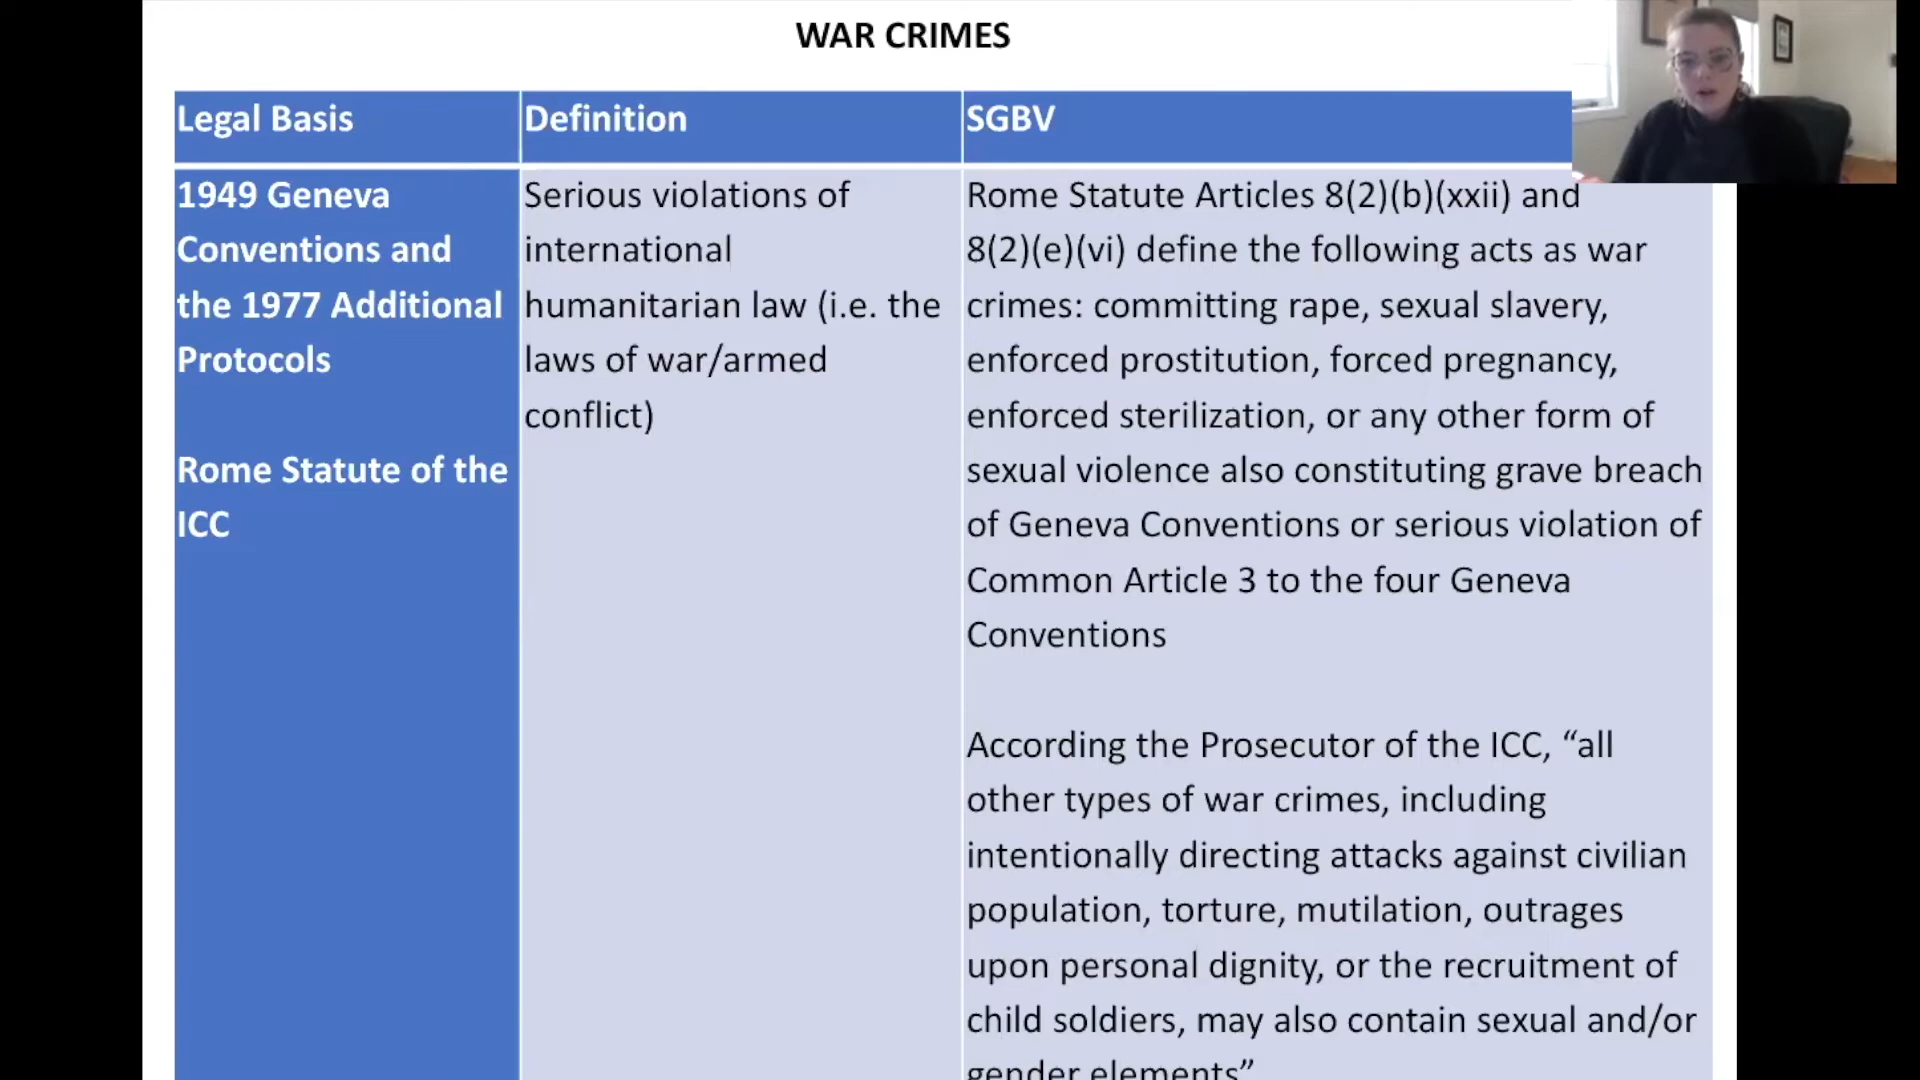 WAR CRIMES
Legal Basis
Definition
SGBV
1949 Geneva
Conventions and
the 1977 Additional
Protocols
Rome Statute of the
ICC
Serious violations of
international
humanitarian law (i.e. the
laws of war/armed
conflict)
Rome Statute Articles 8(2)(b)(xxii) and
8(2)(e)(vi) define the following acts as war
crimes: committing rape, sexual slavery,
enforced prostitution, forced pregnancy,
enforced sterilization, or any other form of
sexual violence also constituting grave breach
of Geneva Conventions or serious violation of
Common Article 3 to the four Geneva
Conventions
According the Prosecutor of the ICC, “all
other types of war crimes, including
intentionally directing attacks against civilian
population, torture, mutilation, outrages
upon personal dignity, or the recruitment of
child soldiers, may also contain sexual and/or
gender elements”